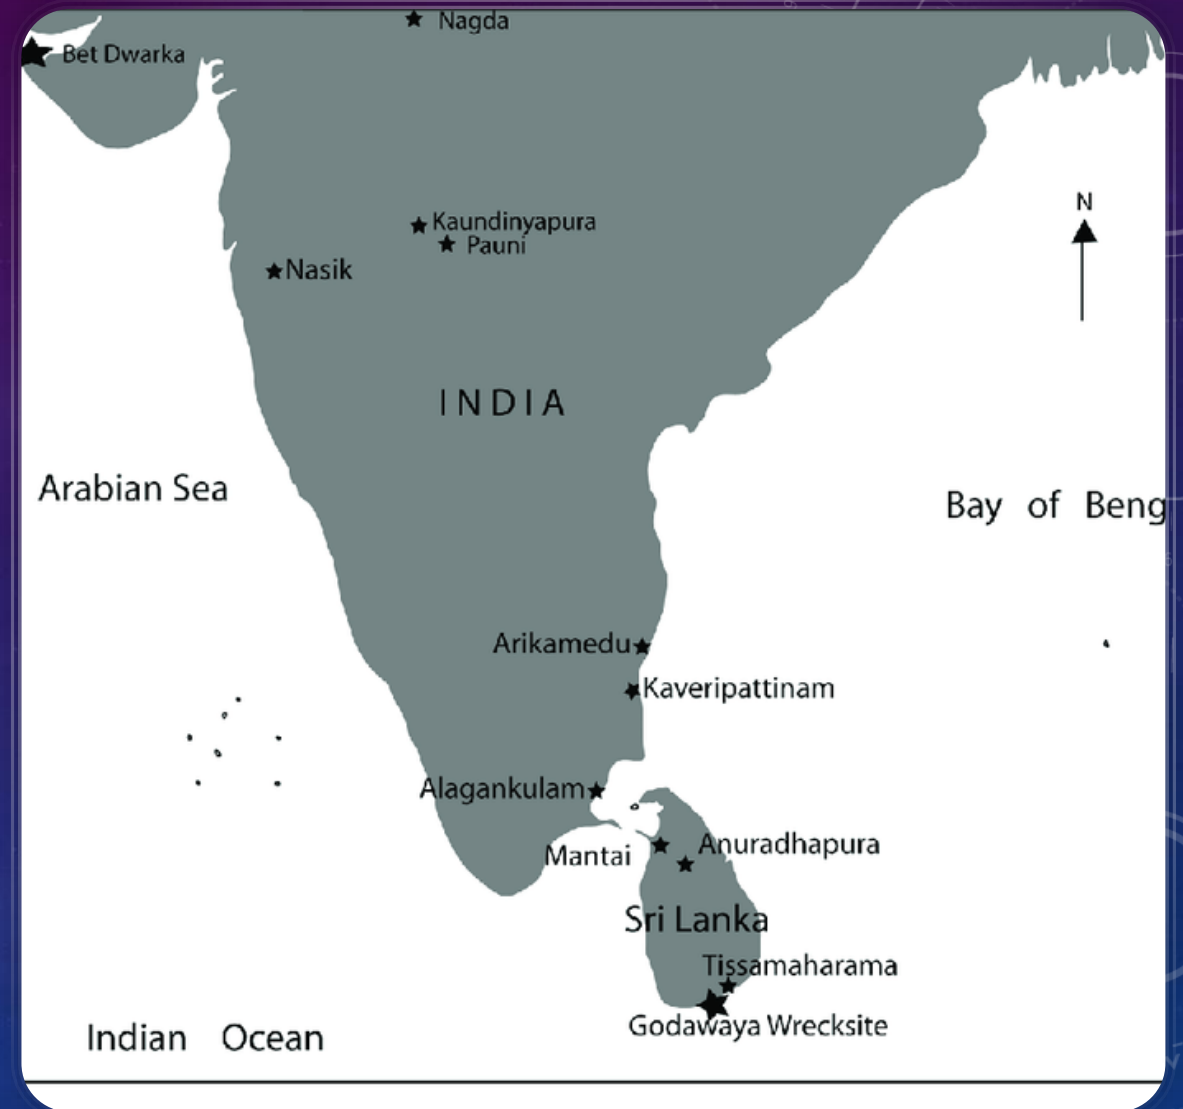 Nagda
Bet Dwarka
N
Kaundinyapura
Pauni
Nasik
INDIA
Arabian Sea
Bay of Beng
Arikamedu
Kaveripattinam
Alagankulam
Anuradhapura
Mantai
Sri Lanka
Tissamaharama
Godawaya Wrecksite
Indian Ocean